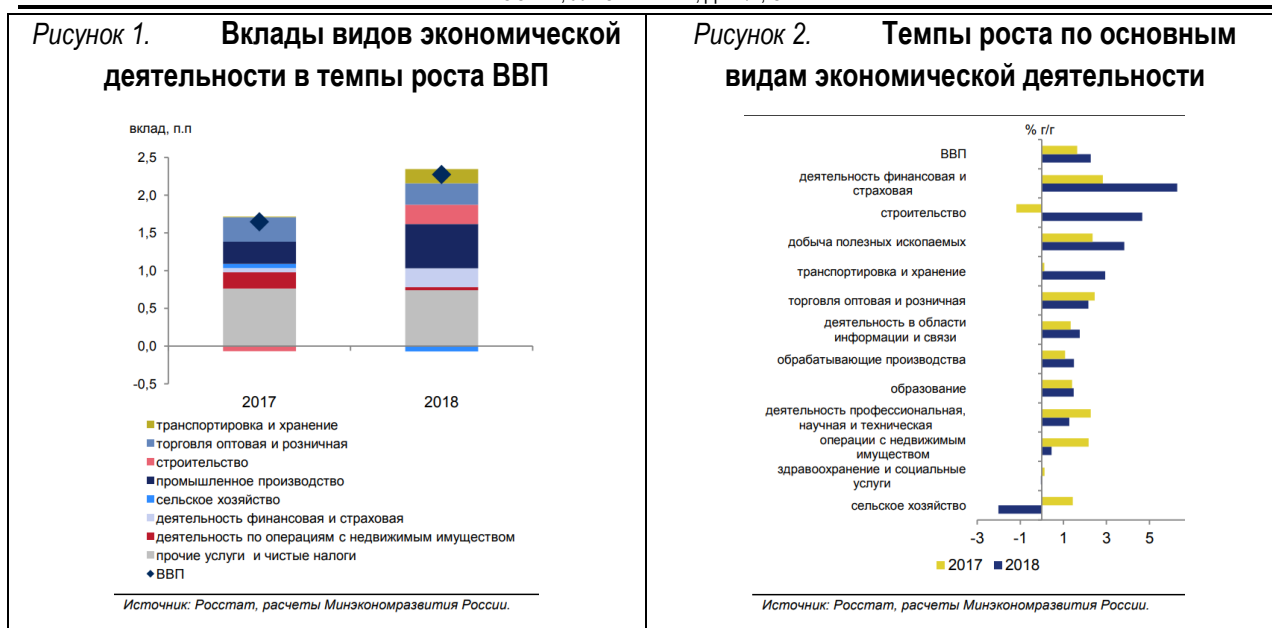 Рисунок 1. Вклады видов экономической
деятельности в темпы роста ВВП
вклад, п.п
2,5
2,0
1,5
1,0
0,5
0,0
-0,5
2017
2018
транспортировка и хранение
торговля оптовая и розничная
строительство
промышленное производство
сельское хозяйство
деятельность финансовая и страховая
деятельность по операциям с недвижимым имуществом
прочие услуги и чистые налоги
ВВП
Источник: Росстат, расчеты Минэкономразвития России.
Рисунок 2. Темпы роста по основным
видам экономической деятельности
% г/г
ВВП
деятельность финансовая и
страховая
строительство
добыча полезных ископаемых
транспортировка и хранение
торговля оптовая и розничная
деятельность в области
информации и связи
обрабатывающие производства
образование
деятельность профессиональная,
научная и техническая
операции с недвижимым
имуществом
здравоохранение и социальные
услуги
сельское хозяйство
-3 -1 1 3 5
2017 2018
Источник: Росстат, расчеты Минэкономразвития России.